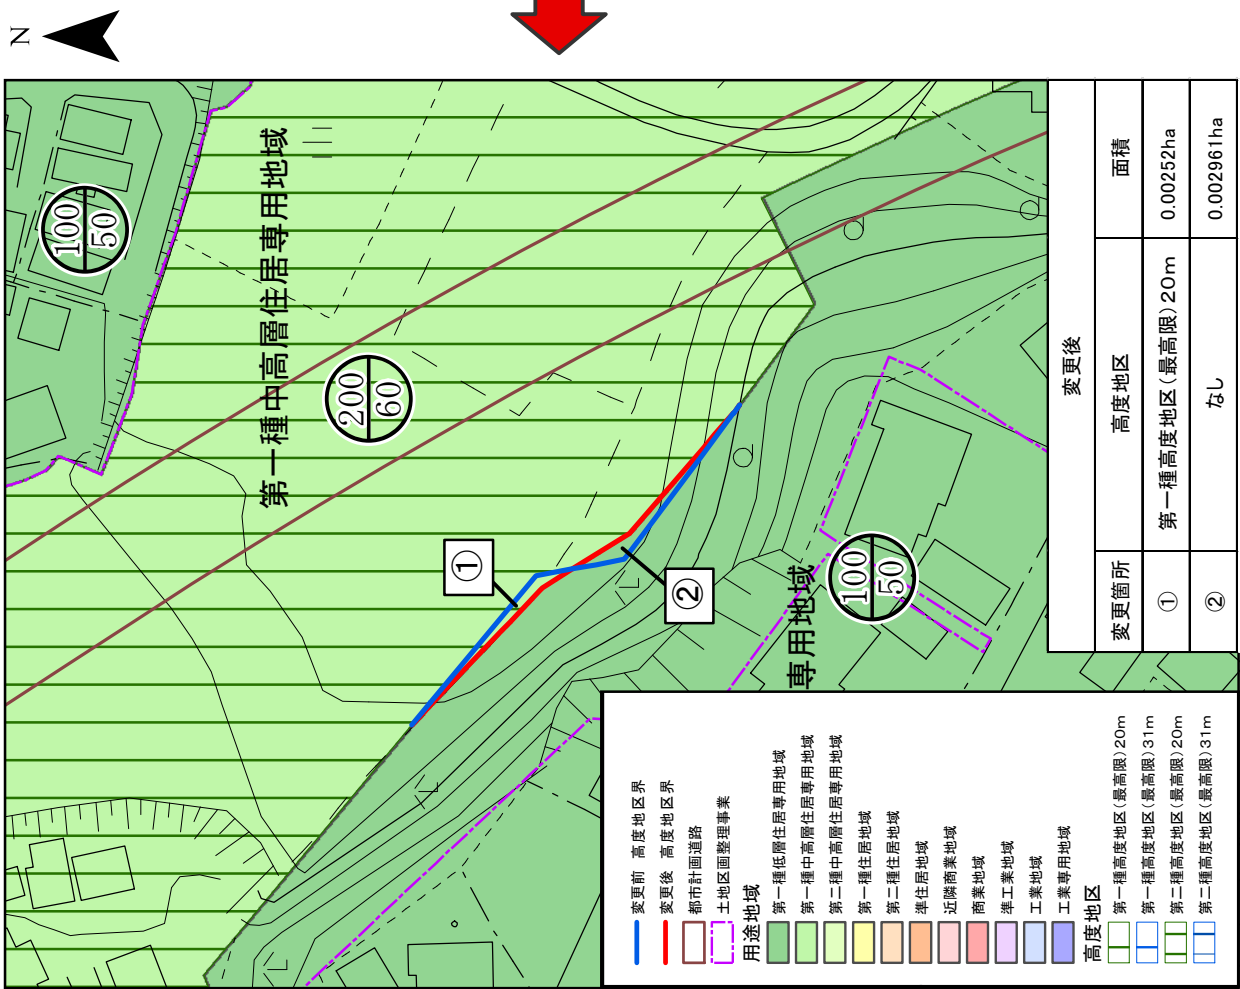 N
第一種中高層住居専用地域
100
50
200
60
①
②
専用地域
100
50
変更後
変更箇所 高度地区 面積
① 第一種高度地区(最高限)20m 0.00252ha
② なし 0.002961ha
変更前 高度地区界
変更後 高度地区界
都市計画道路
土地区画整理事業
用途地域
第一種低層住居専用地域
第一種中高層住居専用地域
第二種中高層住居専用地域
第一種住居地域
第二種住居地域
準住居地域
近隣商業地域
商業地域
準工業地域
工業地域
工業専用地域
高度地区
第一種高度地区(最高限)20m
第一種高度地区(最高限)31m
第二種高度地区(最高限)20m
第二種高度地区(最高限)31m